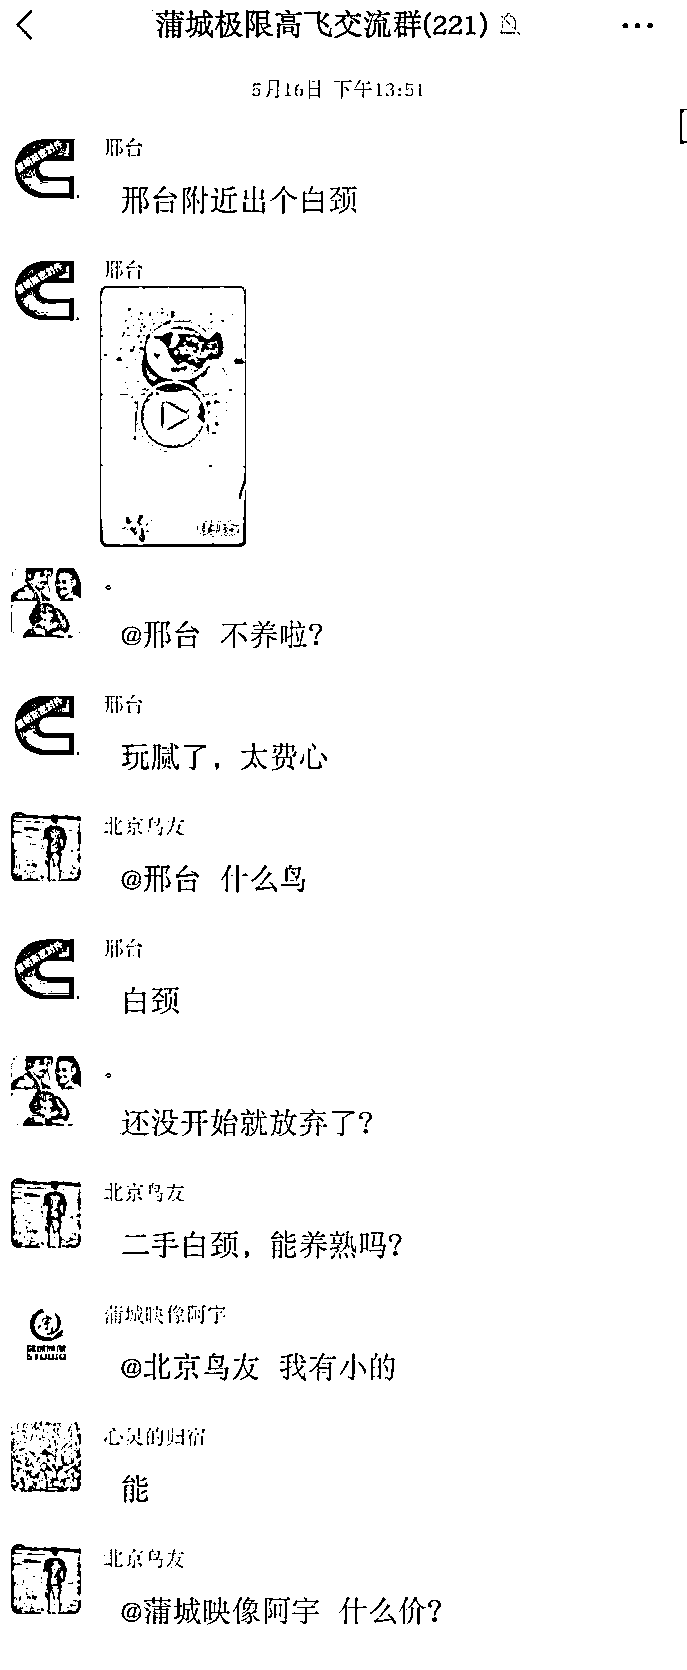 蒲城极限高飞交流群(221)
5月16日 下午13:51
邢台
邢台附近出个白颈
邢台
。
@邢台 不养啦？
邢台
玩腻了，太费心
北京鸟友
@邢台 什么鸟
邢台
白颈
。
还没开始就放弃了？
北京鸟友
二手白颈，能养熟吗？
蒲城映像阿宇
@北京鸟友 我有小的
心灵的归宿
能
北京鸟友
@蒲城映像阿宇 什么价？